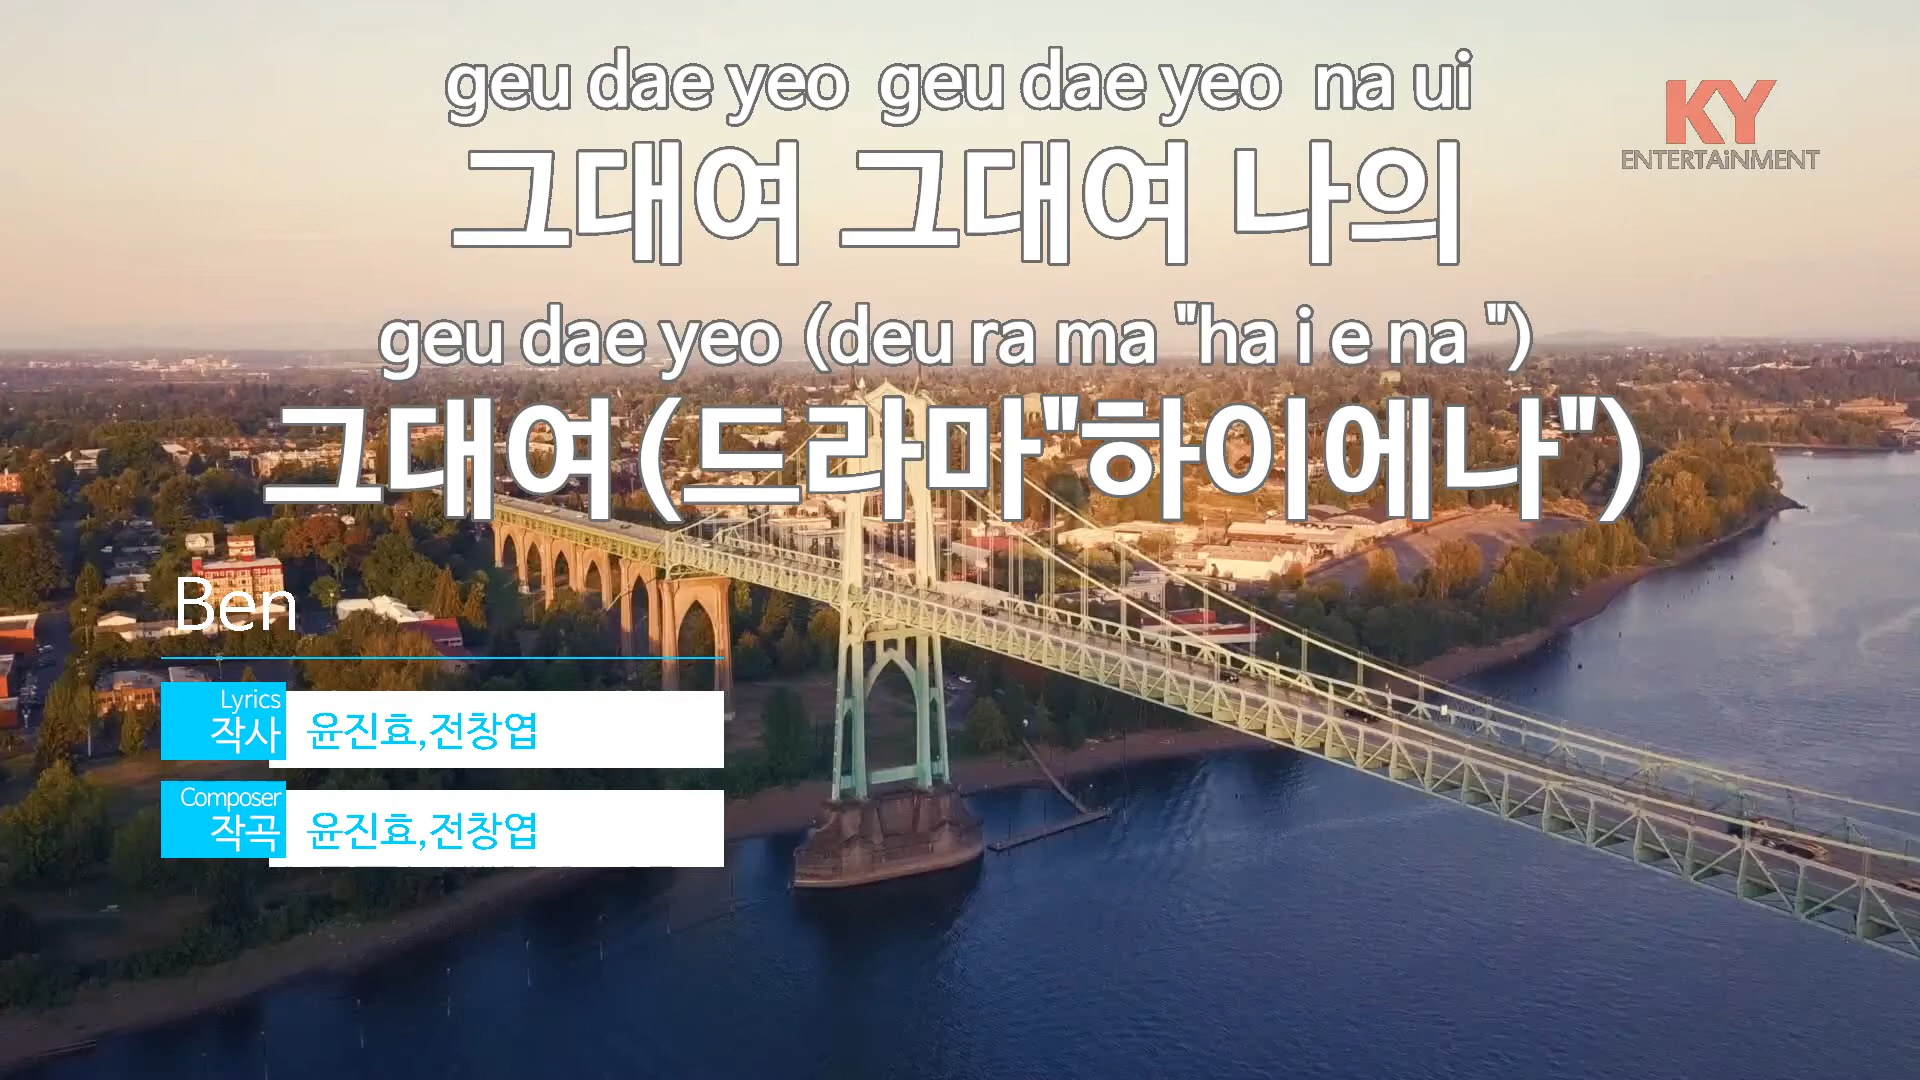 geu dae yeo geu dae yeo na ui
그대여 그대여 나의
KY
ENTERTAiNMENT
geu dae yeo (deu ra ma "ha i e na ")
그대여(드라마"하이에나")
Ben
Lyrics
작사 윤진효,전창엽
Composer
작곡 윤진효,전창엽